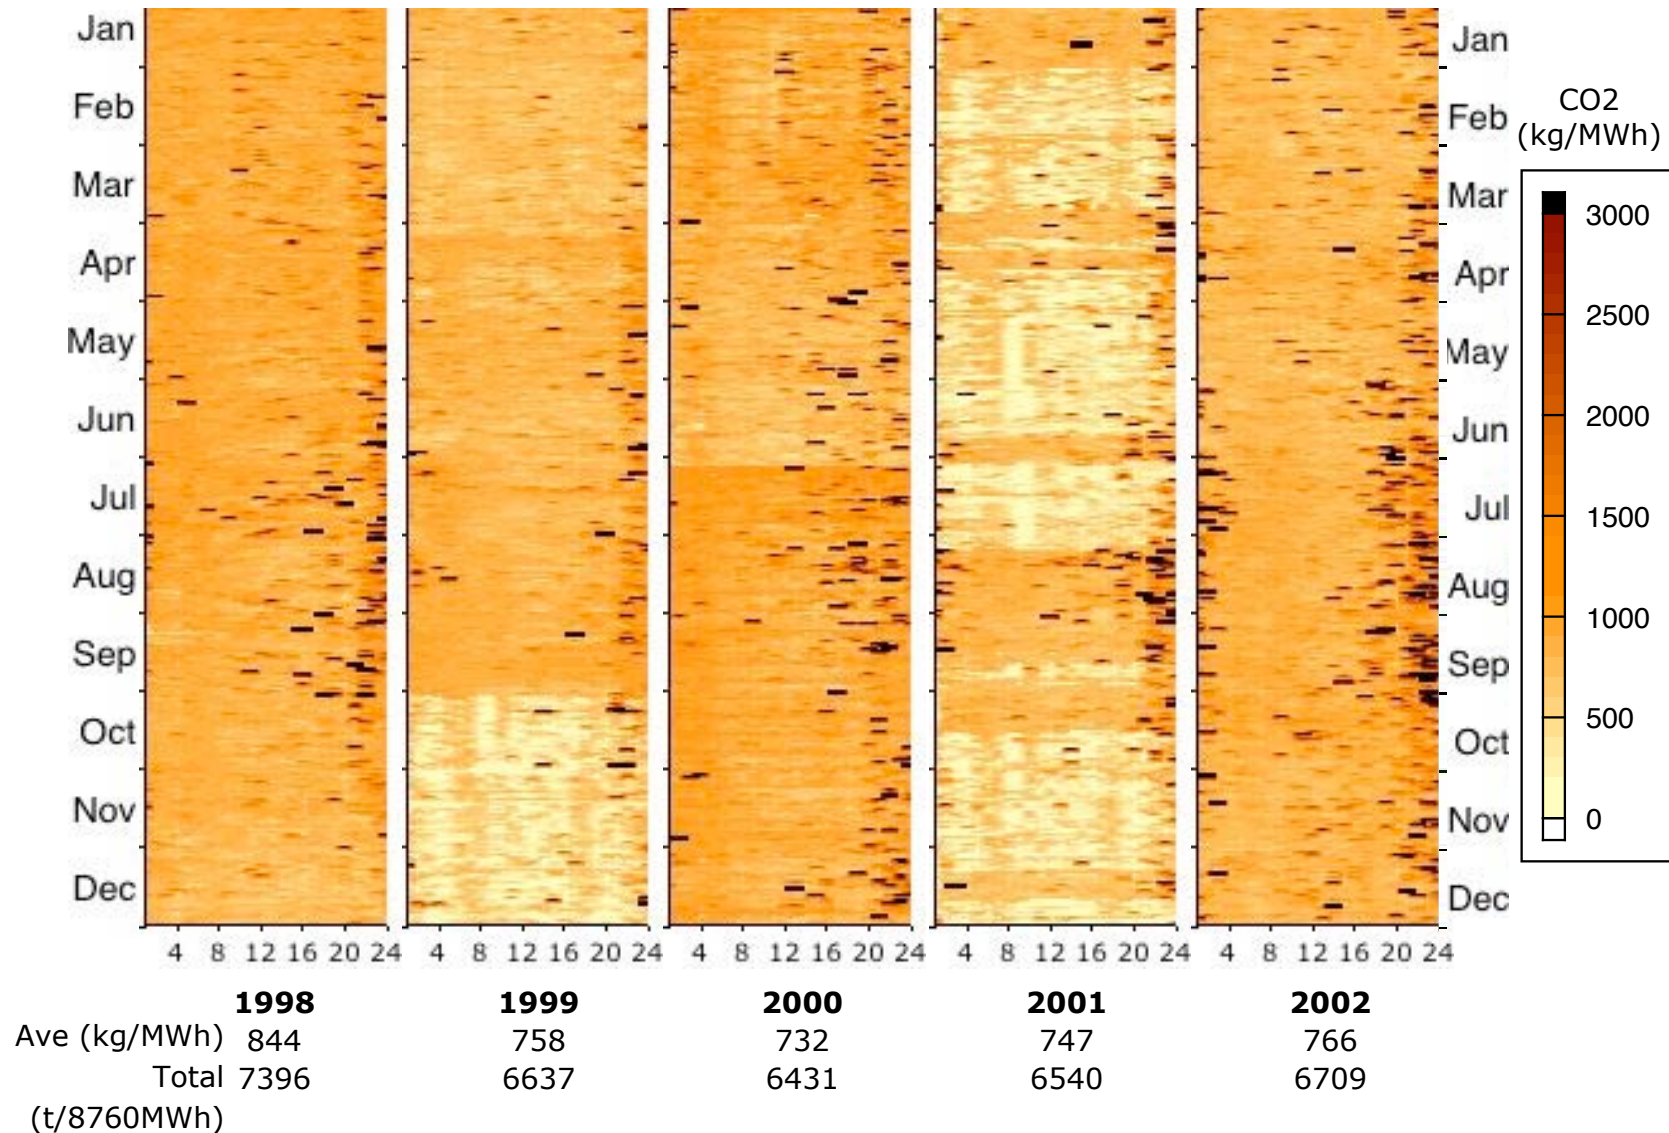 Jan
Feb
Mar
Apr
May
Jun
Jul
Aug
Sep
Oct
Nov
Dec
Jan
Feb
Mar
Apr
May
Jun
Jul
Aug
Sep
Oct
Nov
Dec
CO2
(kg/MWh)
3000
2500
2000
1500
1000
500
0
4 8 12 16 20 24 4 8 12 16 20 24 4 8 12 16 20 24 4 8 12 16 20 24 4 8 12 16 20 24
1998 1999 2000 2001 2002
Ave (kg/MWh) 844 758 732 747 766
Total 7396 6637 6431 6540 6709
(t/8760MWh)